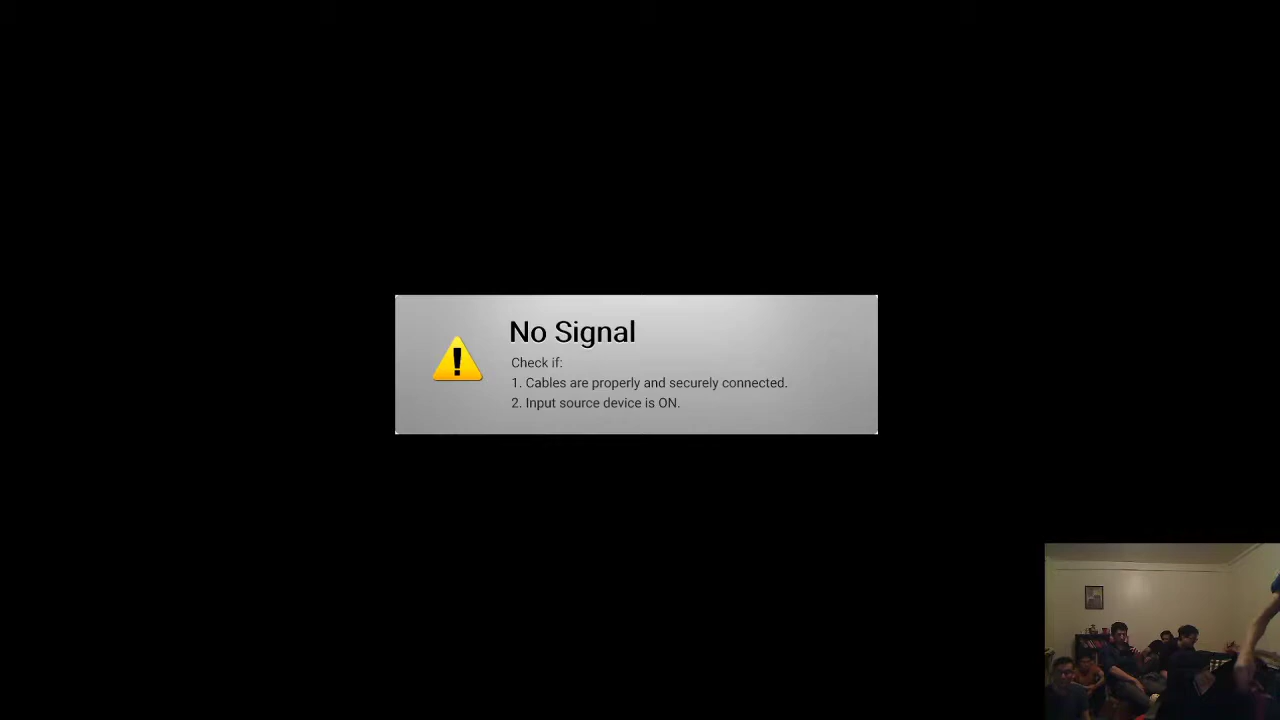 No Signal
Check if:
1. Cables are properly and securely connected.
2. Input source device is ON.